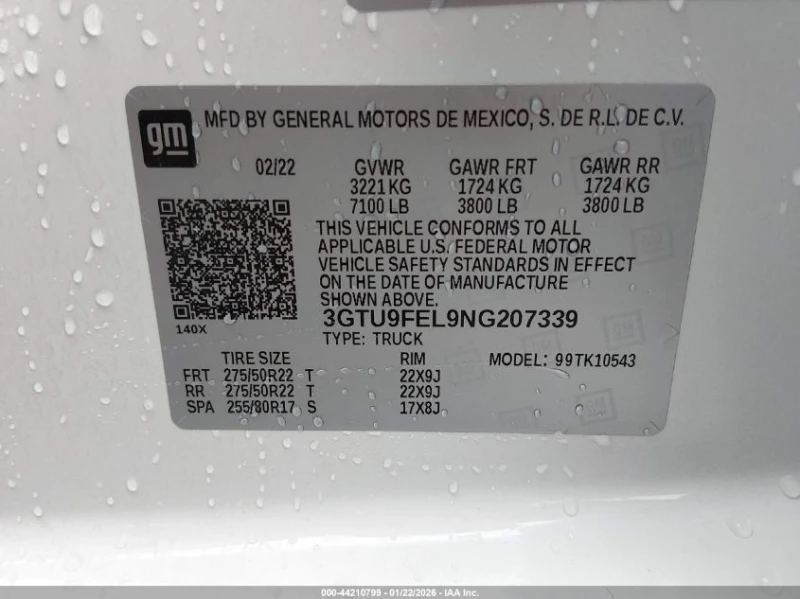 gm
MFD BY GENERAL MOTORS DE MEXICO, S. DE R.L. DE C.V.
02/22 GVWR GAWR FRT GAWR RR
3221 KG 1724 KG 1724 KG
7100 LB 3800 LB 3800 LB
THIS VEHICLE CONFORMS TO ALL
APPLICABLE U.S. FEDERAL MOTOR
VEHICLE SAFETY STANDARDS IN EFFECT
ON THE DATE OF MANUFACTURE
SHOWN ABOVE.
3GTU9FEL9NG207339
140X
TYPE: TRUCK
TIRE SIZE RIM MODEL: 99TK10543
FRT 275/50R22 T 22X9J
RR 275/50R22 T 22X9J
SPA 255/80R17 S 17X8J
000-44210799 - 01/22/2026 - IAA Inc.